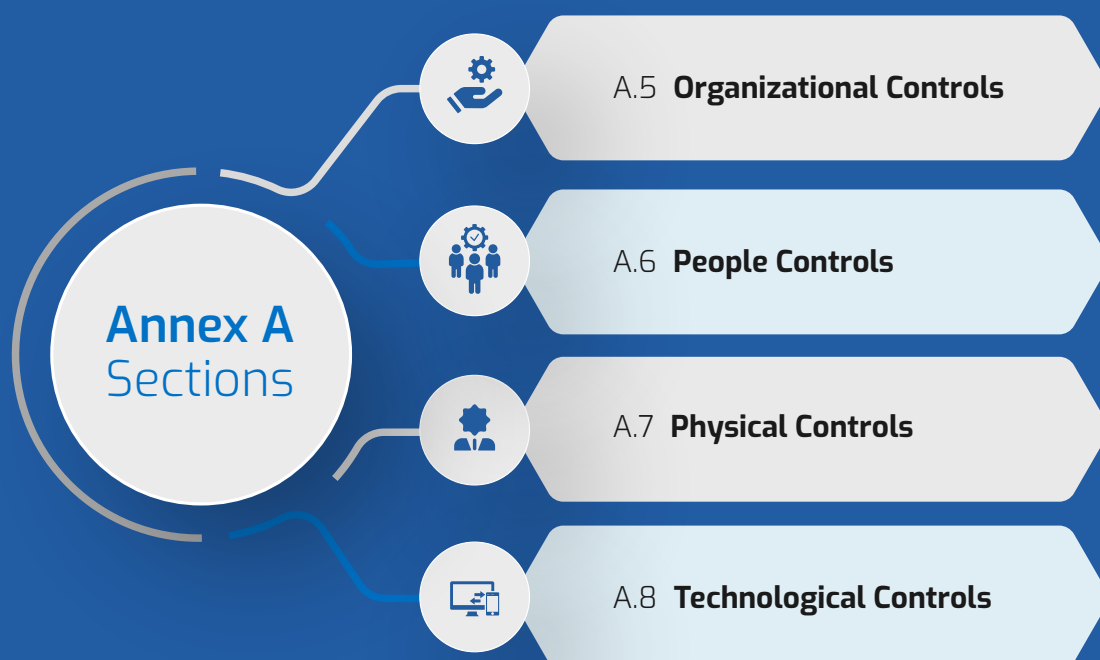 Annex A
Sections
A.5 Organizational Controls
A.6 People Controls
A.7 Physical Controls
A.8 Technological Controls